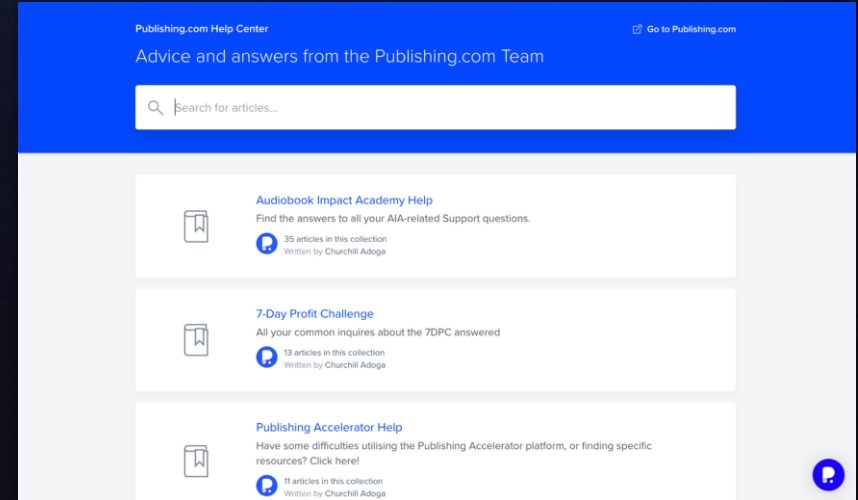 Publishing.com Help Center
Go to Publishing.com
Advice and answers from the Publishing.com Team
Search for articles...
Audiobook Impact Academy Help
Find the answers to all your AIA-related Support questions.
35 articles in this collection
Written by Churchill Adoga
7-Day Profit Challenge
All your common inquires about the 7DPC answered
13 articles in this collection
Written by Churchill Adoga
Publishing Accelerator Help
Have some difficulties utilising the Publishing Accelerator platform, or finding specific
resources? Click here!
11 articles in this collection
Written by Churchill Adoga